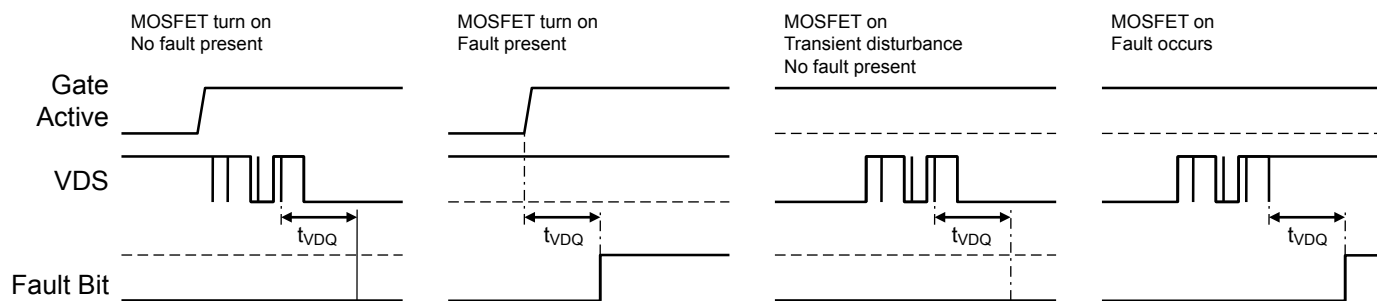 MOSFET turn on
No fault present
MOSFET turn on
Fault present
MOSFET on
Transient disturbance
No fault present
MOSFET on
Fault occurs
Gate
Active
VDS
tVDQ
tVDQ
tVDQ
tVDQ
Fault Bit